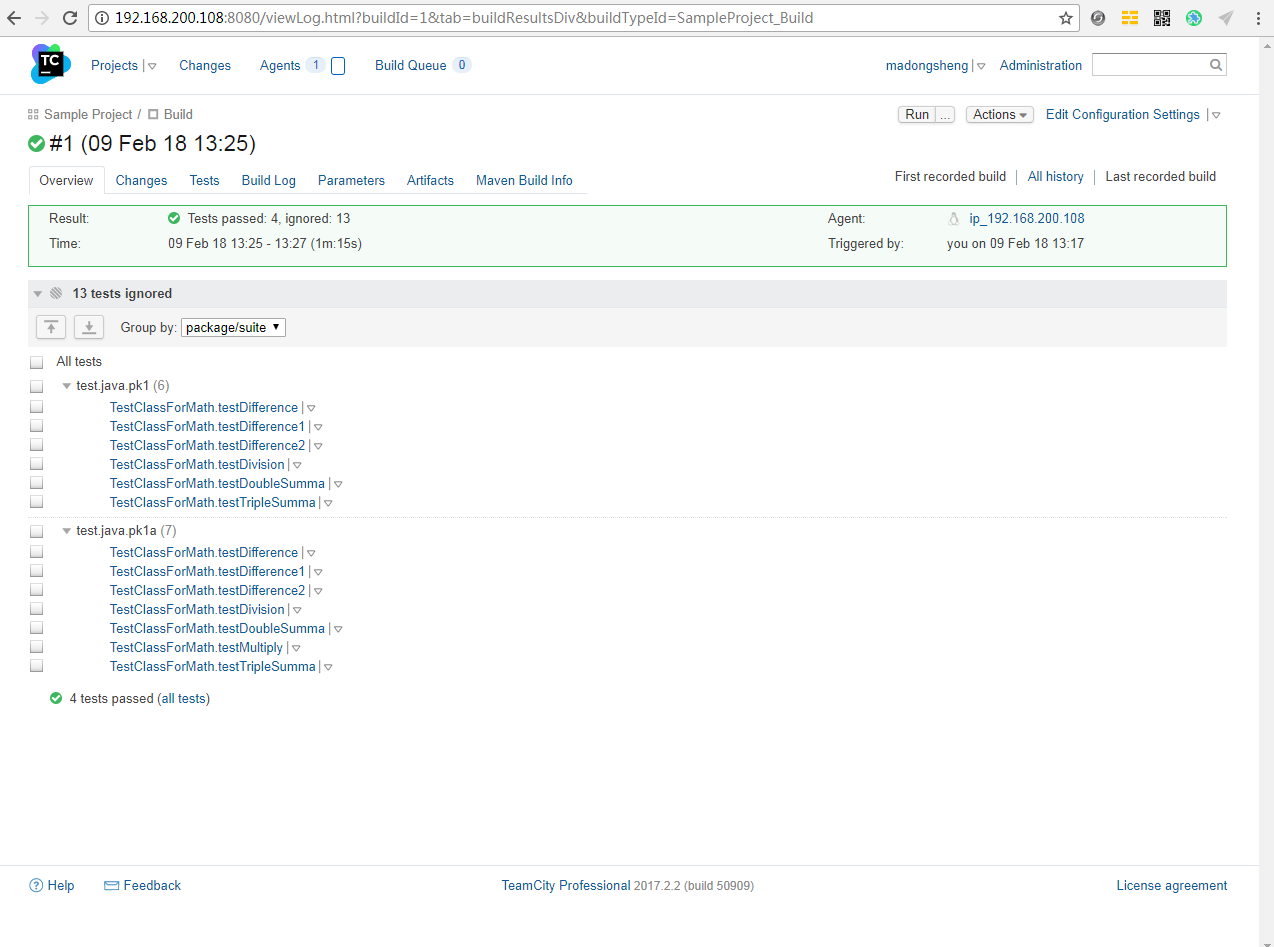 192.168.200.108:8080/viewLog.html?buildId=1&tab=buildResultsDiv&buildTypeId=SampleProject_Build
TC Projects Changes Agents 1 Build Queue 0 madongsheng Administration
Sample Project / Build Run ... Actions Edit Configuration Settings
#1 (09 Feb 18 13:25)
Overview Changes Tests Build Log Parameters Artifacts Maven Build Info First recorded build All history Last recorded build
Result: Tests passed: 4, ignored: 13 Agent: ip_192.168.200.108
Time: 09 Feb 18 13:25 - 13:27 (1m:15s) Triggered by: you on 09 Feb 18 13:17
13 tests ignored
Group by: package/suite
All tests
test.java.pk1 (6)
TestClassForMath.testDifference
TestClassForMath.testDifference1
TestClassForMath.testDifference2
TestClassForMath.testDivision
TestClassForMath.testDoubleSumma
TestClassForMath.testTripleSumma
test.java.pk1a (7)
TestClassForMath.testDifference
TestClassForMath.testDifference1
TestClassForMath.testDifference2
TestClassForMath.testDivision
TestClassForMath.testDoubleSumma
TestClassForMath.testMultiply
TestClassForMath.testTripleSumma
4 tests passed (all tests)
? Help Feedback TeamCity Professional 2017.2.2 (build 50909) License agreement